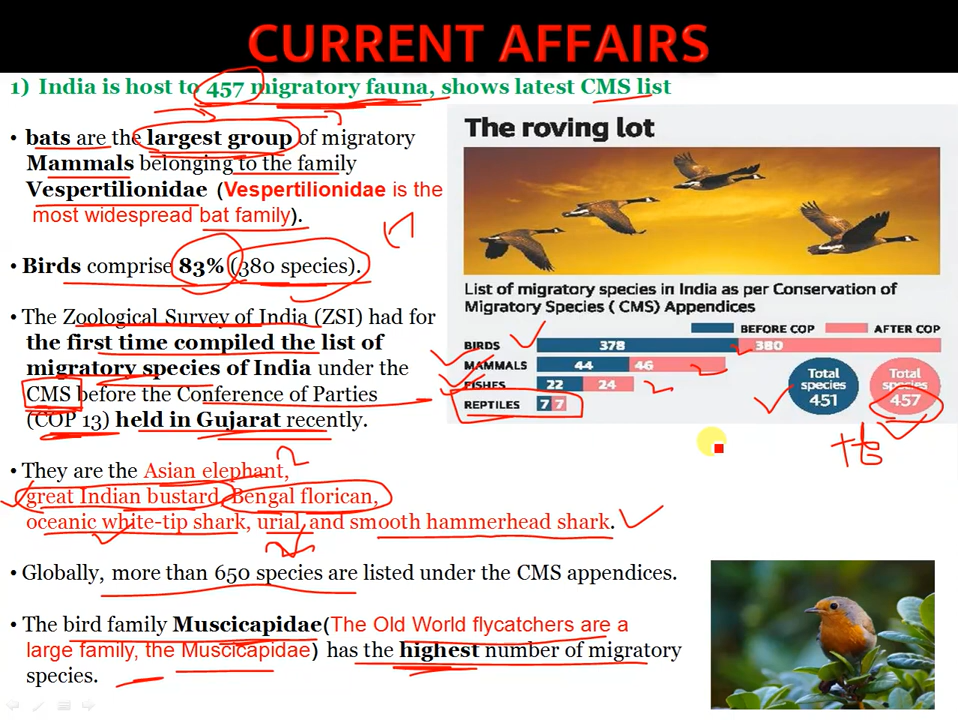 CURRENT AFFAIRS
1) India is host to 457 migratory fauna, shows latest CMS list
• bats are the largest group of migratory
Mammals belonging to the family
Vespertilionidae (Vespertilionidae is the
most widespread bat family).
• Birds comprise 83% (380 species).
• The Zoological Survey of India (ZSI) had for
the first time compiled the list of
migratory species of India under the
CMS before the Conference of Parties
(COP 13) held in Gujarat recently.
• They are the Asian elephant,
great Indian bustard, Bengal florican,
oceanic white-tip shark, urial and smooth hammerhead shark.
• Globally, more than 650 species are listed under the CMS appendices.
• The bird family Muscicapidae(The Old World flycatchers are a
large family, the Muscicapidae) has the highest number of migratory
species.
The roving lot
List of migratory species in India as per Conservation of
Migratory Species ( CMS) Appendices
BEFORE COP AFTER COP
BIRDS 378 380
MAMMALS 44 46
FISHES 22 24
REPTILES 7 7
Total
species
451
Total
species
457
+6